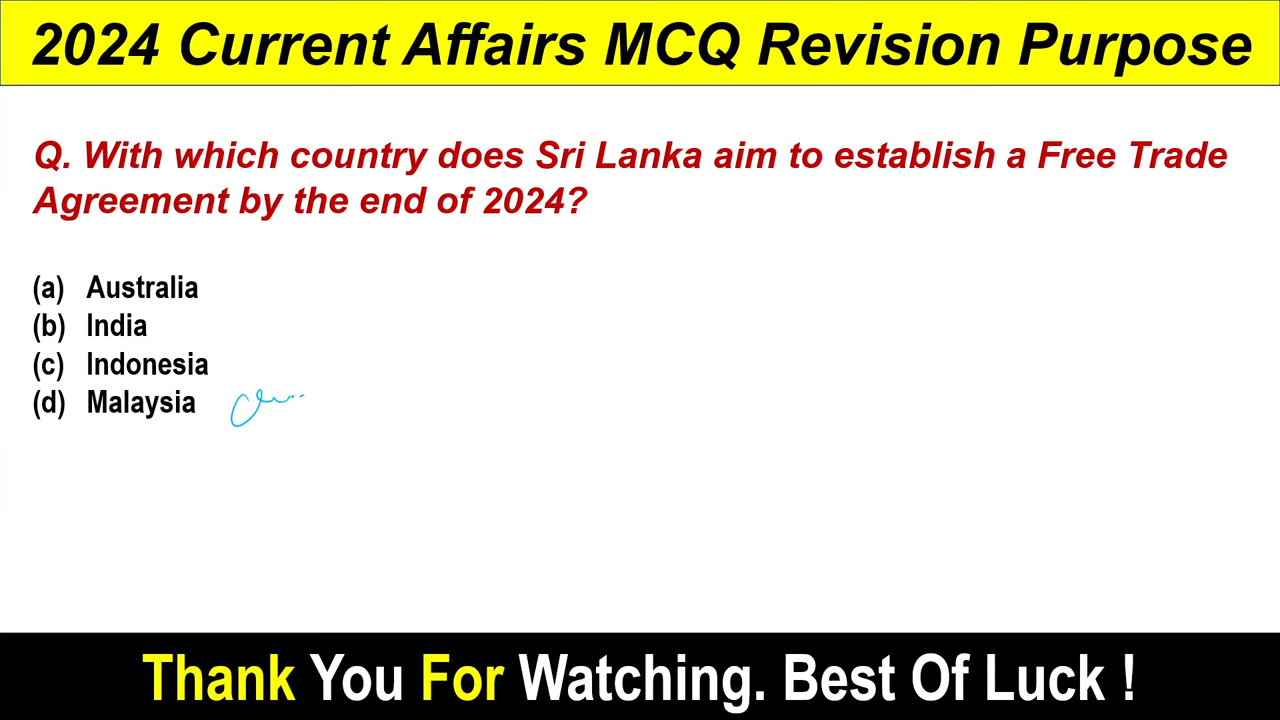 2024 Current Affairs MCQ Revision Purpose
Q. With which country does Sri Lanka aim to establish a Free Trade
Agreement by the end of 2024?
(a) Australia
(b) India
(c) Indonesia
(d) Malaysia
Thank You For Watching. Best Of Luck !